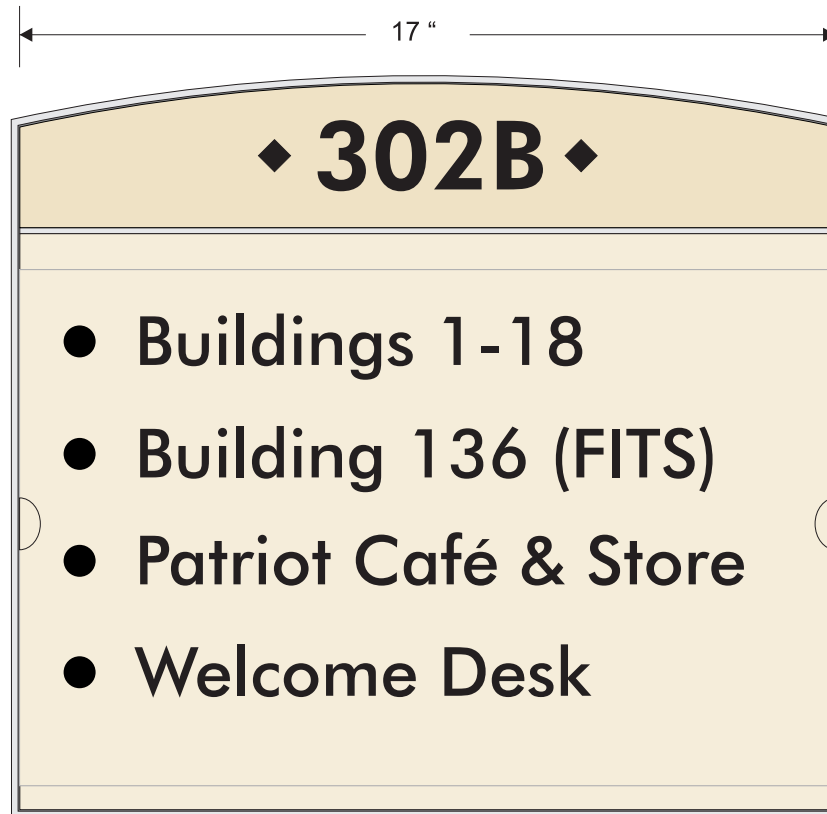 17 “
◆ 302B ◆
● Buildings 1-18
● Building 136 (FITS)
● Patriot Café & Store
● Welcome Desk